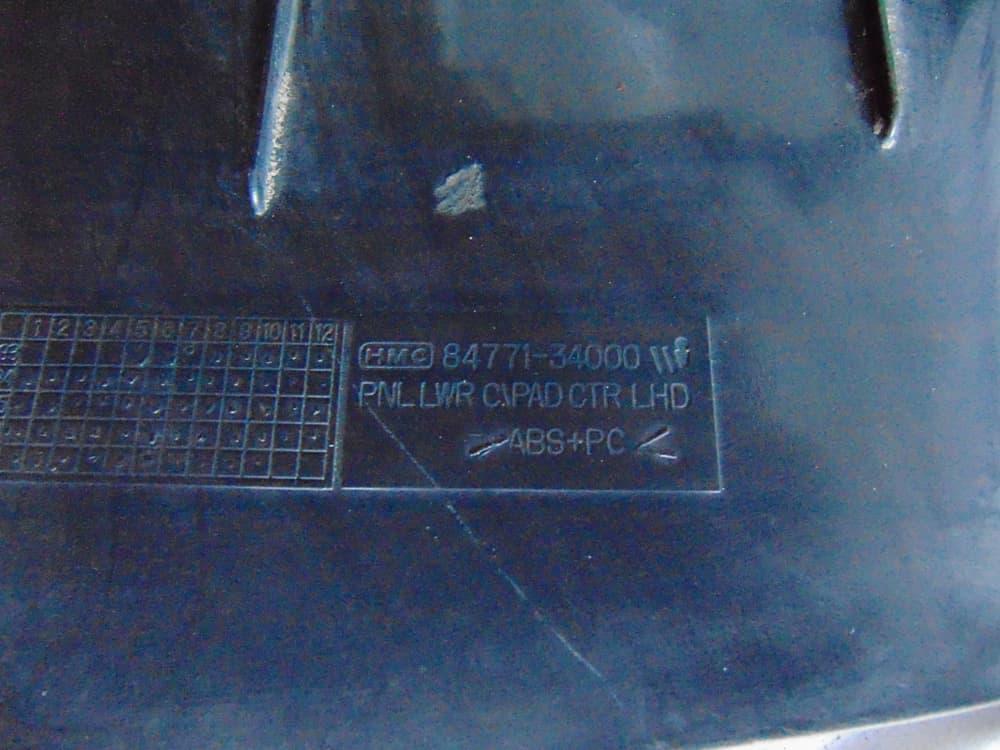 1 2 3 4 5 6 7 8 9 10 11 12
HMC 84771-34000
PNL LWR C\PAD CTR LHD
>ABS+PC<